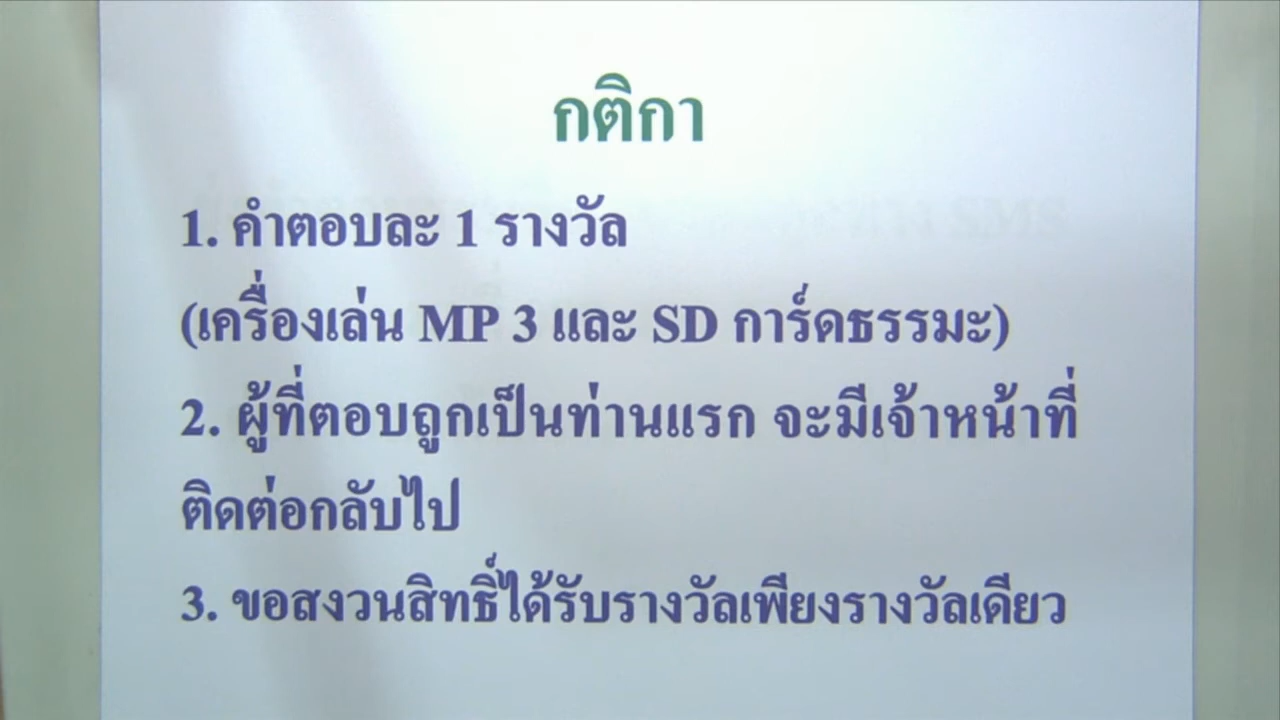 กติกา
1. คำตอบละ 1 รางวัล
(เครื่องเล่น MP 3 และ SD การ์ดธรรมะ)
2. ผู้ที่ตอบถูกเป็นท่านแรก จะมีเจ้าหน้าที่
ติดต่อกลับไป
3. ขอสงวนสิทธิ์ได้รับรางวัลเพียงรางวัลเดียว
SMS